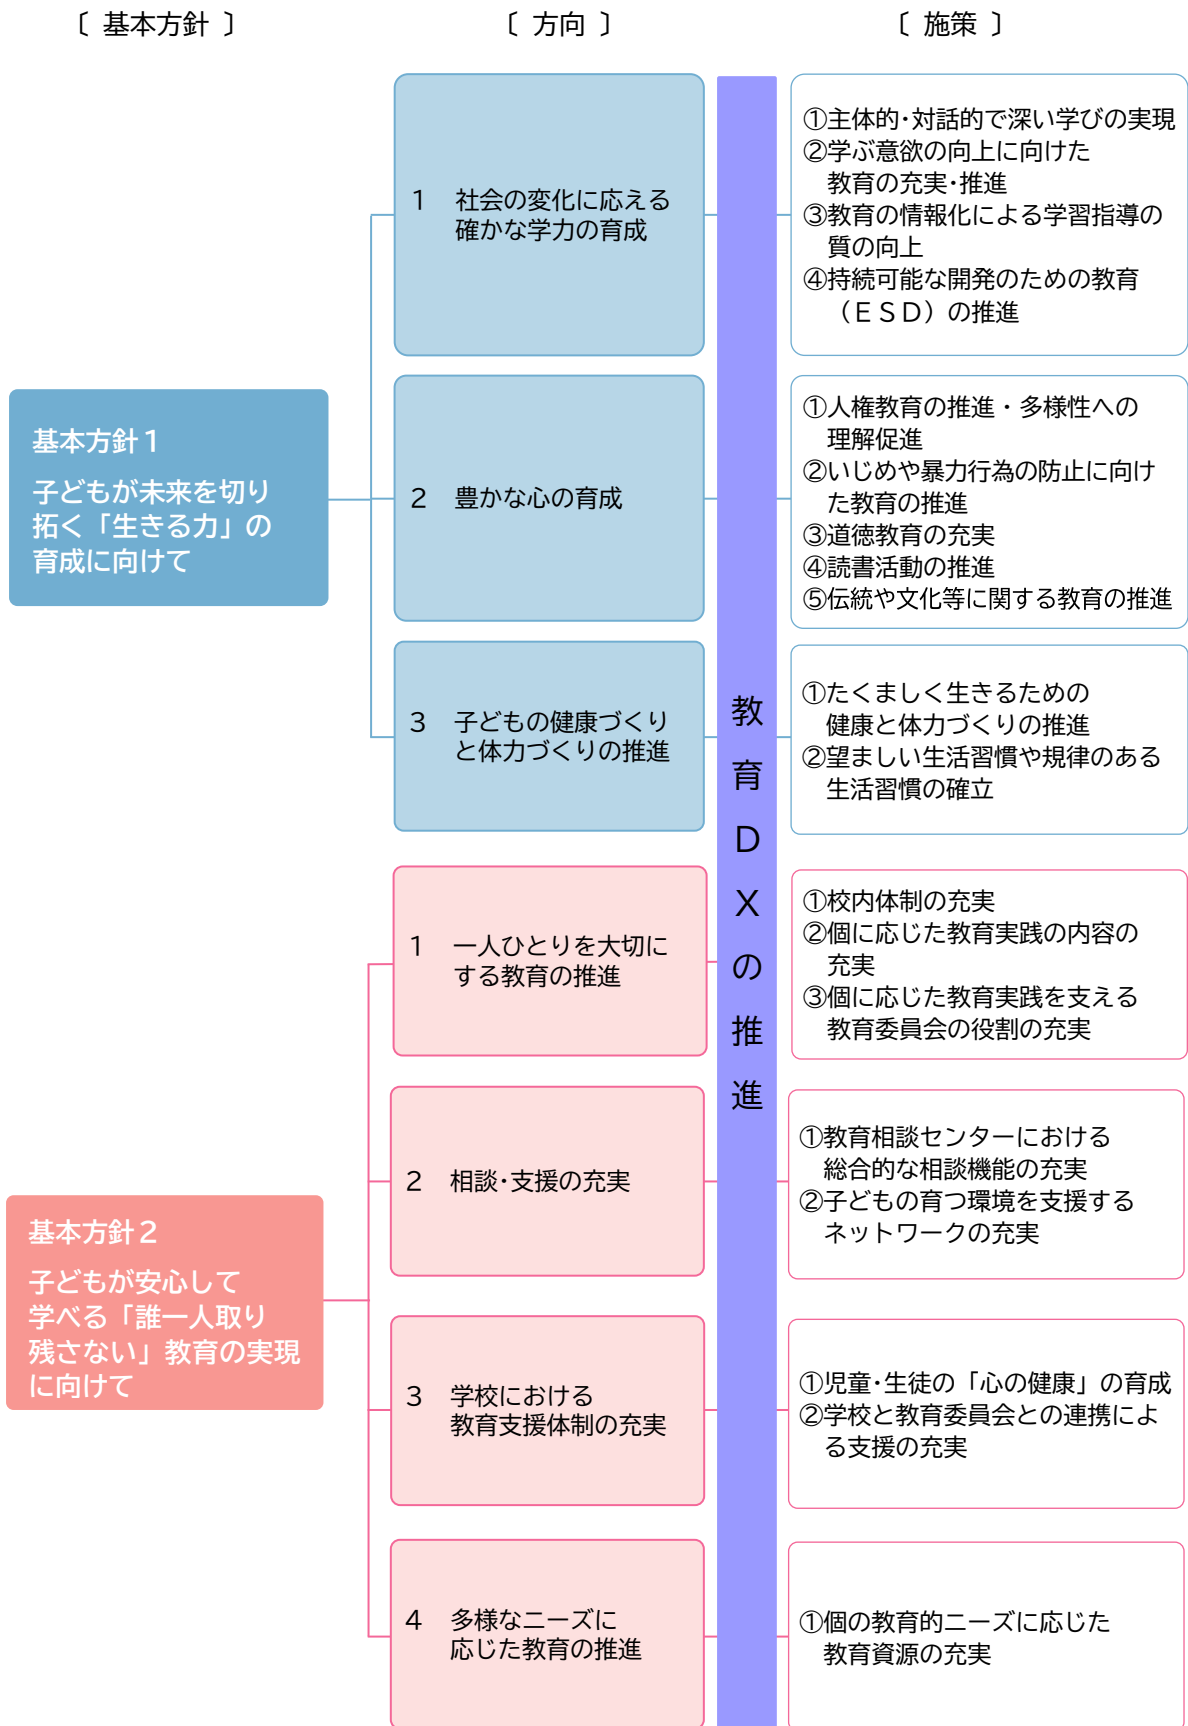 〔 基本方針 〕
〔 方向 〕
〔 施策 〕
基本方針１
子どもが未来を切り
拓く「生きる力」の
育成に向けて
１ 社会の変化に応える
確かな学力の育成
①主体的・対話的で深い学びの実現
②学ぶ意欲の向上に向けた
教育の充実・推進
③教育の情報化による学習指導の
質の向上
④持続可能な開発のための教育
（ＥＳＤ）の推進
２ 豊かな心の育成
①人権教育の推進・多様性への
理解促進
②いじめや暴力行為の防止に向け
た教育の推進
③道徳教育の充実
④読書活動の推進
⑤伝統や文化等に関する教育の推進
３ 子どもの健康づくり
と体力づくりの推進
①たくましく生きるための
健康と体力づくりの推進
②望ましい生活習慣や規律のある
生活習慣の確立
教育ＤＸの推進
基本方針２
子どもが安心して
学べる「誰一人取り
残さない」教育の実現
に向けて
１ 一人ひとりを大切に
する教育の推進
①校内体制の充実
②個に応じた教育実践の内容の
充実
③個に応じた教育実践を支える
教育委員会の役割の充実
２ 相談・支援の充実
①教育相談センターにおける
総合的な相談機能の充実
②子どもの育つ環境を支援する
ネットワークの充実
３ 学校における
教育支援体制の充実
①児童・生徒の「心の健康」の育成
②学校と教育委員会との連携によ
る支援の充実
４ 多様なニーズに
応じた教育の推進
①個の教育的ニーズに応じた
教育資源の充実